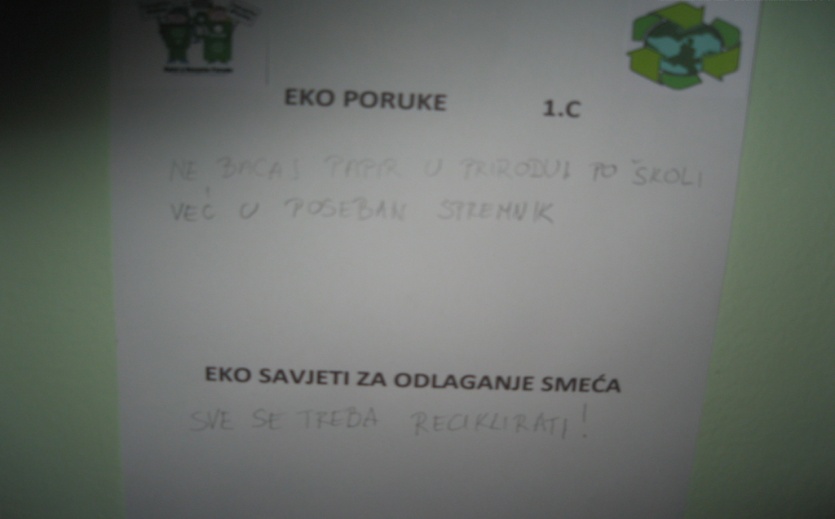 EKO PORUKE 1.C
NE BACAJ PAPIR U PRIRODU I PO ŠKOLI
VEĆ U POSEBAN SPREMNIK
EKO SAVJETI ZA ODLAGANJE SMEĆA
SVE SE TREBA RECIKLIRATI!